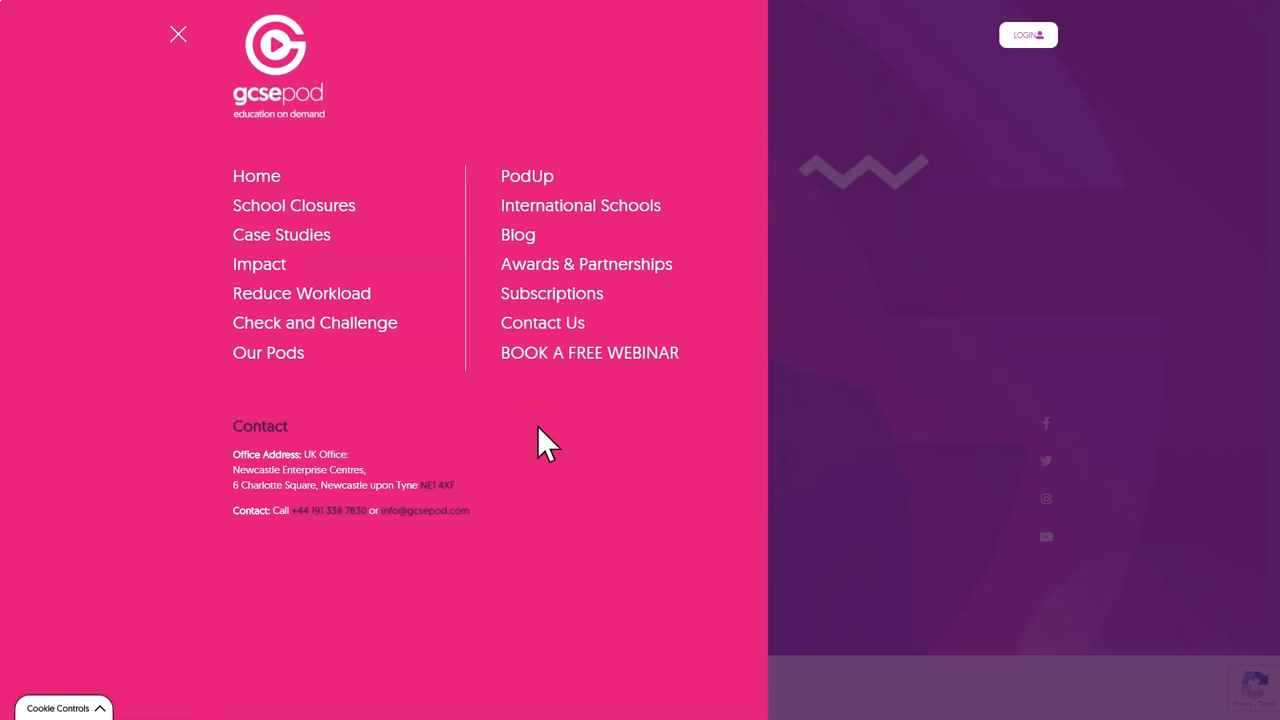 LOGIN
gcsepod
education on demand
Home
School Closures
Case Studies
Impact
Reduce Workload
Check and Challenge
Our Pods
PodUp
International Schools
Blog
Awards & Partnerships
Subscriptions
Contact Us
BOOK A FREE WEBINAR
Contact
Office Address: UK Office:
Newcastle Enterprise Centres,
6 Charlotte Square, Newcastle upon Tyne NE1 4XF
Contact: Call +44 191 338 7830 or info@gcsepod.com
Cookie Controls
Privacy - Terms